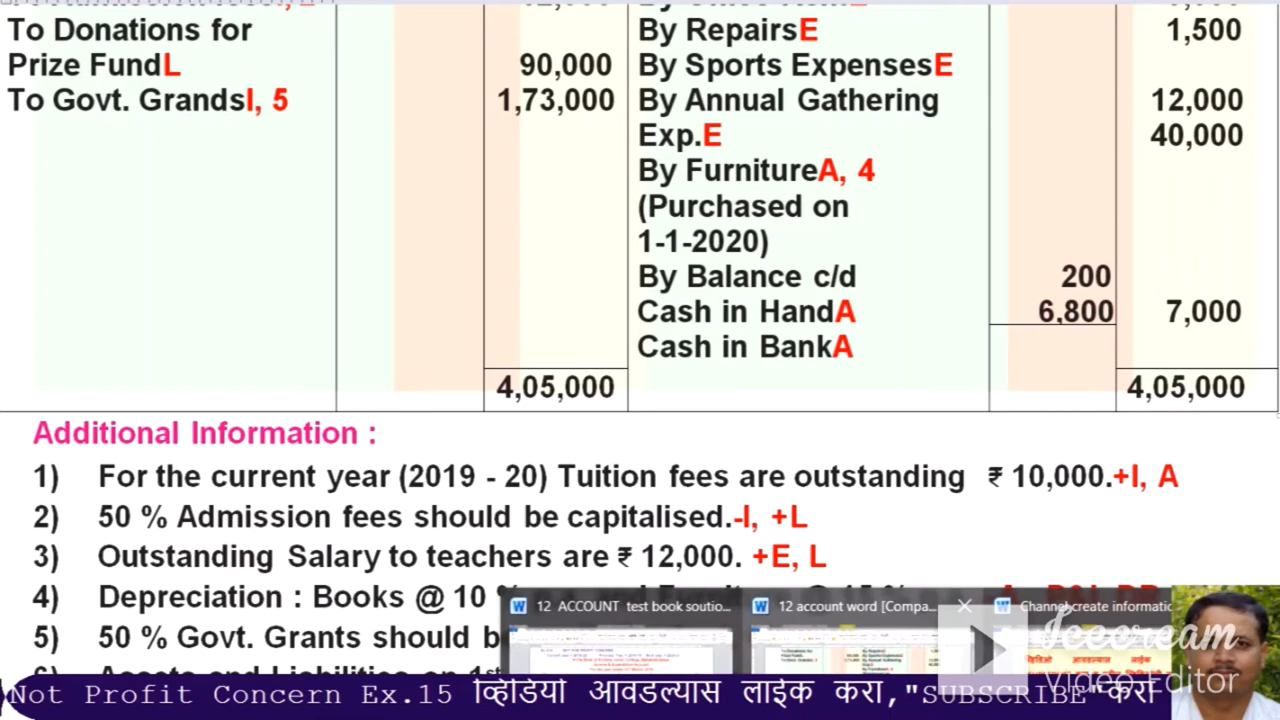 To Donations for
Prize FundL 90,000
To Govt. GrandsI, 5 1,73,000
4,05,000
By RepairsE 1,500
By Sports ExpensesE
By Annual Gathering 12,000
Exp.E 40,000
By FurnitureA, 4
(Purchased on
1-1-2020)
By Balance c/d 200
Cash in HandA 6,800 7,000
Cash in BankA
4,05,000
Additional Information :
1) For the current year (2019 - 20) Tuition fees are outstanding ₹ 10,000.+I, A
2) 50 % Admission fees should be capitalised.-I, +L
3) Outstanding Salary to teachers are ₹ 12,000. +E, L
4) Depreciation : Books @ 10
5) 50 % Govt. Grants should b
12 ACCOUNT test book soutio...
12 account word [Compa...
Channel create informatio
Icecream
Video Editor
Not Profit Concern Ex.15 व्हिडियो आवडल्यास लाईक करा,"SUBSCRIBE"करा